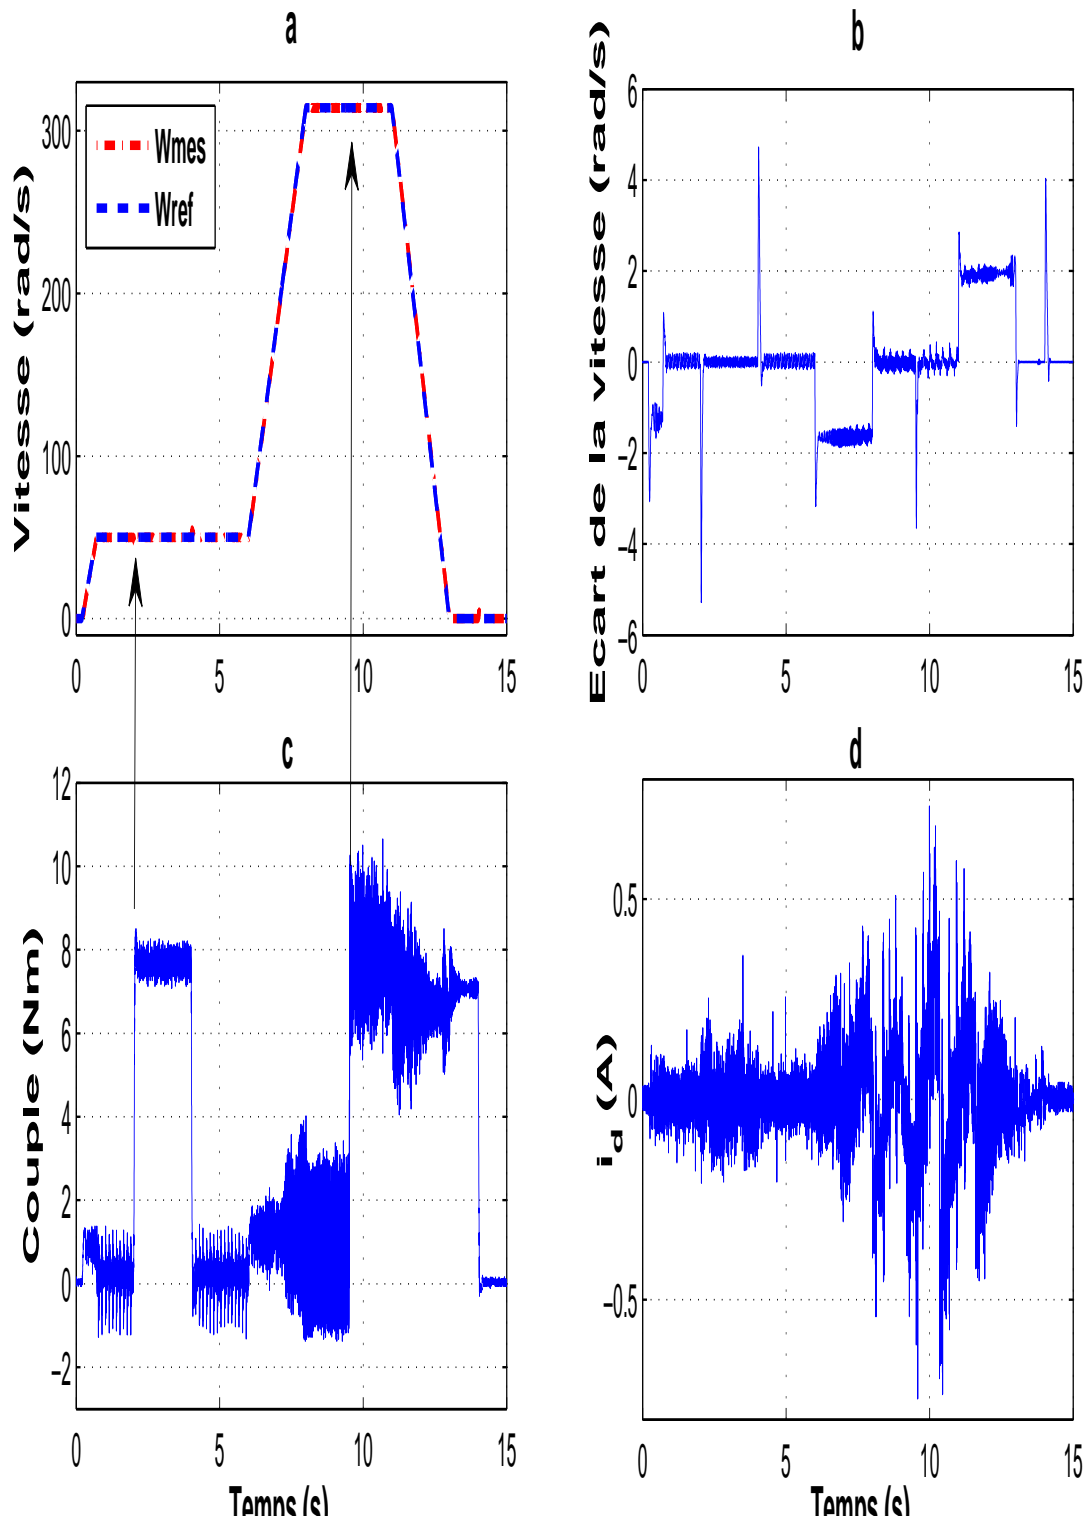 a
Vitesse (rad/s)
300
200
100
0
Wmes
Wref
0 5 10 15
b
Ecart de la vitesse (rad/s)
6
4
2
0
−2
−4
−6
0 5 10 15
c
Couple (Nm)
12
10
8
6
4
2
0
−2
0 5 10 15
Temps (s)
d
i_d (A)
0.5
0
−0.5
0 5 10 15
Temps (s)